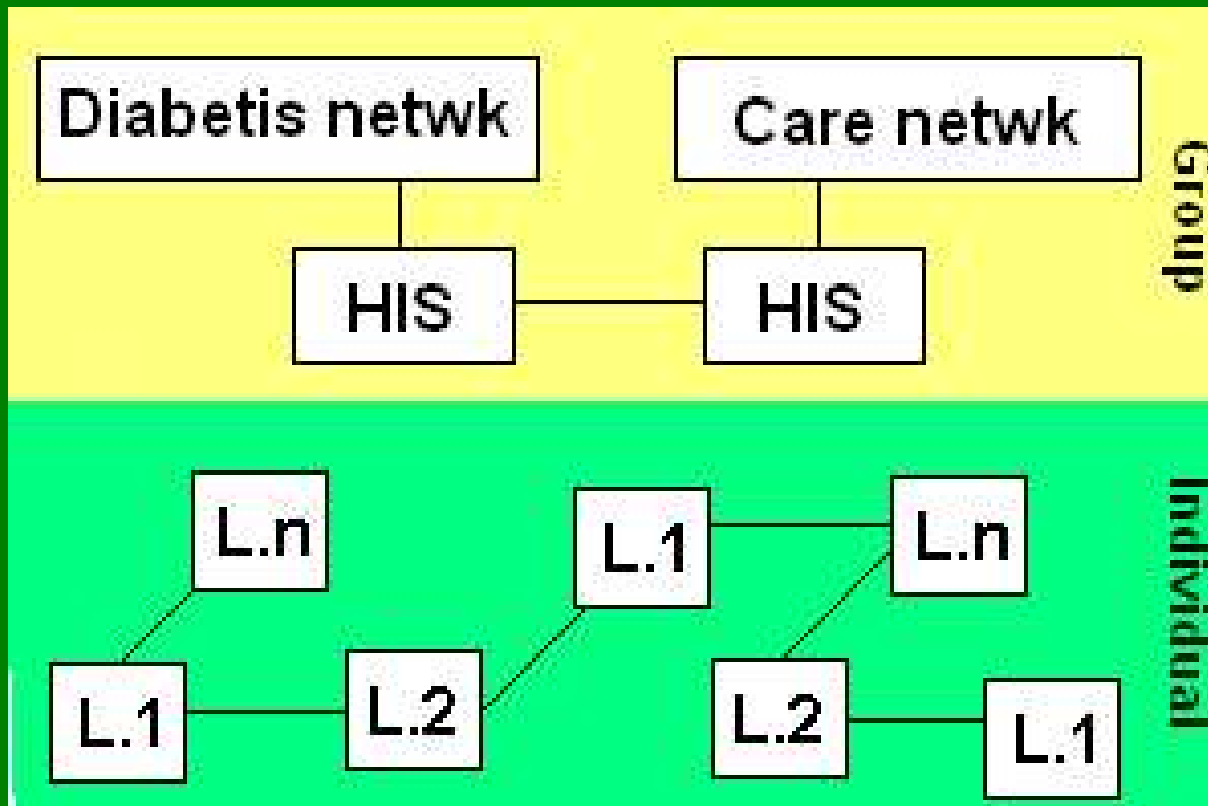 Diabetis netwk
Care netwk
Group
HIS
HIS
L.n
L.1
L.n
Individual
L.1
L.2
L.2
L.1